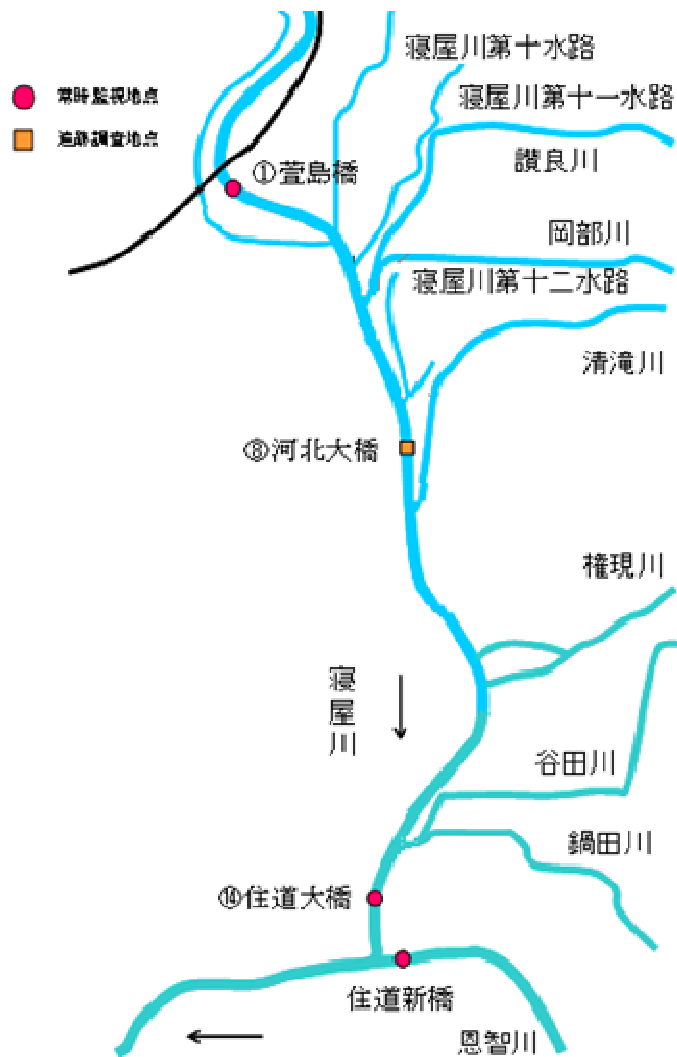 寝屋川第十水路
常時監視地点
寝屋川第十一水路
追跡調査地点
讃良川
①萱島橋
岡部川
寝屋川第十二水路
清滝川
⑧河北大橋
権現川
寝屋川
谷田川
鍋田川
⑭住道大橋
住道新橋
恩智川